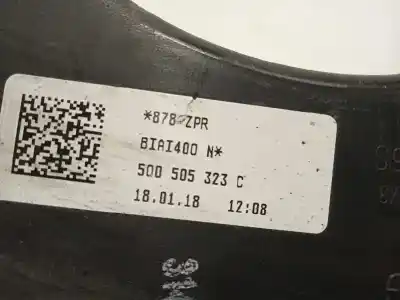 *878 ZPR
BIAI400 N*
5Q0 505 323 C
18.01.18 12:08